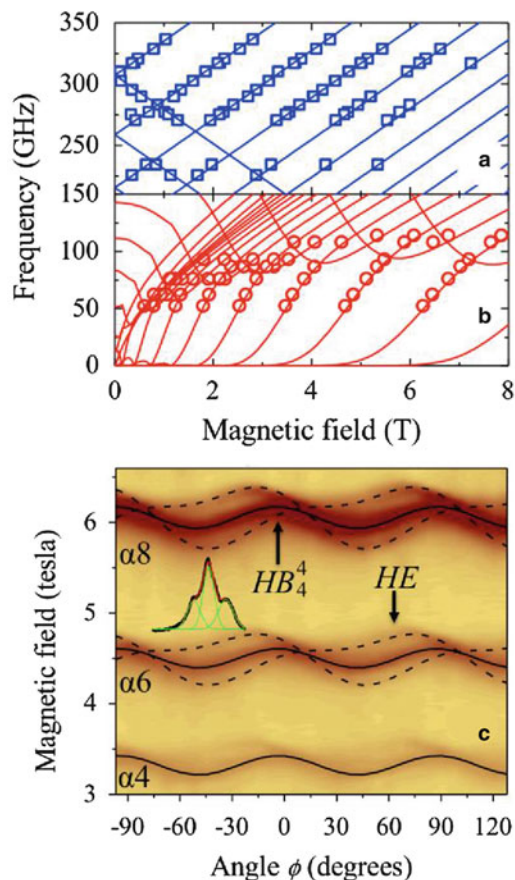 350
300
250
a
150
100
50
b
0
0 2 4 6 8
Frequency (GHz)
Magnetic field (T)
6
α8
HB₄⁴
HE
5
α6
4
c
α4
3
-90 -60 -30 0 30 60 90 120
Magnetic field (tesla)
Angle ϕ (degrees)